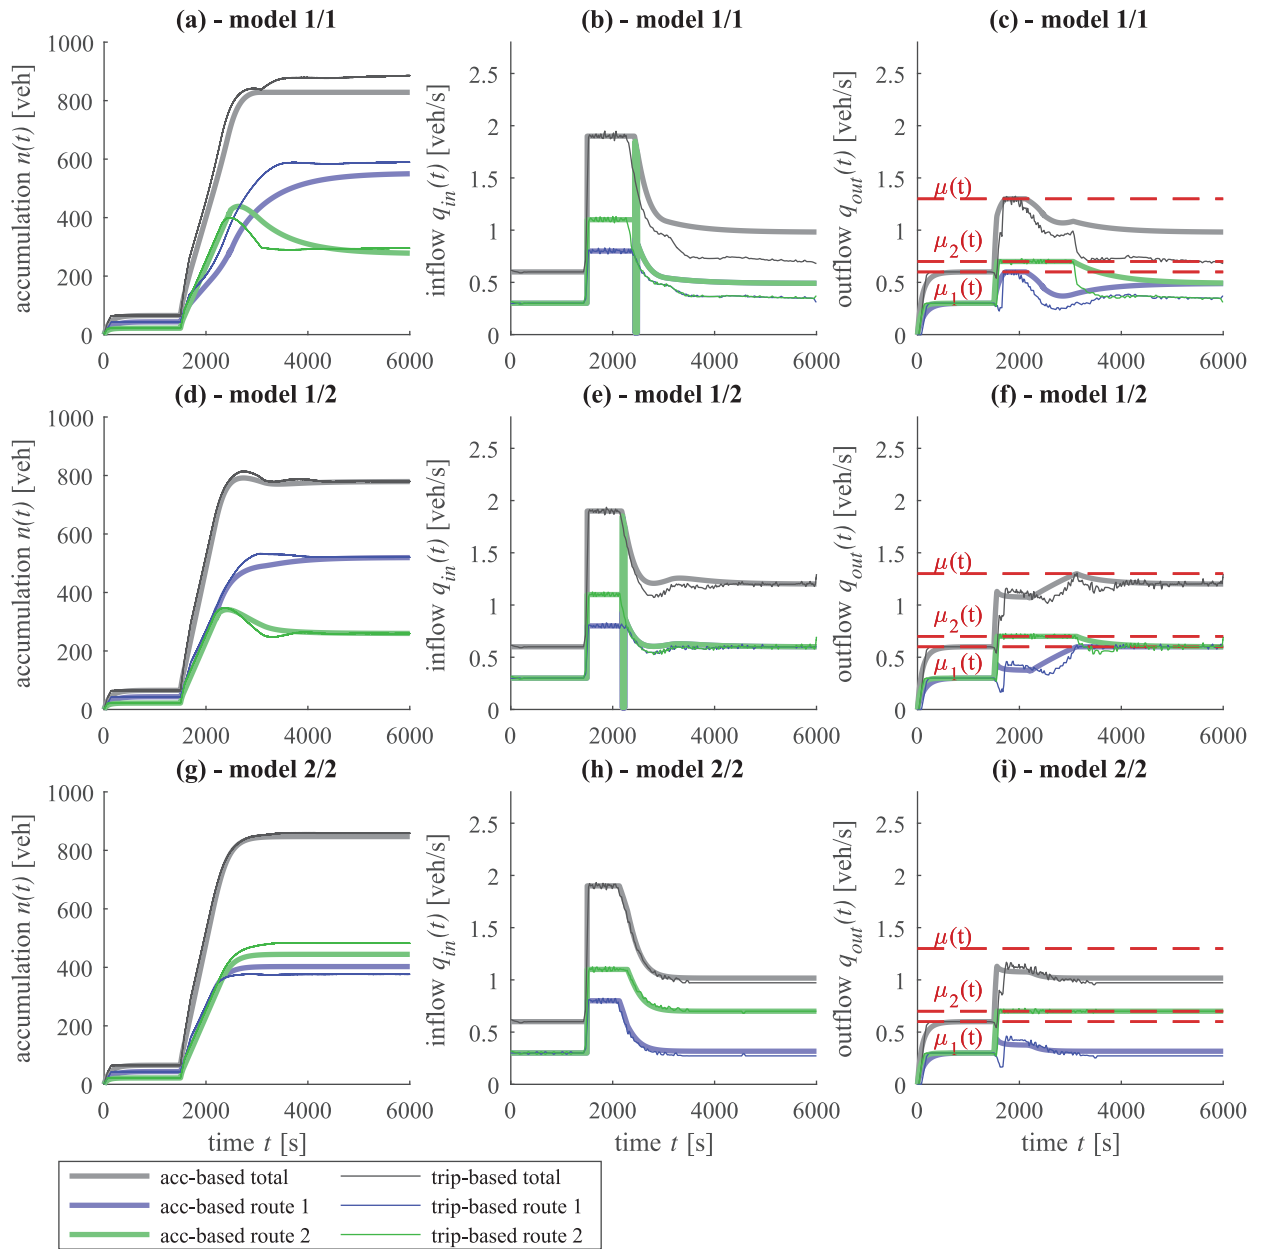 (a) - model 1/1
(b) - model 1/1
(c) - model 1/1
accumulation n(t) [veh]
1000
800
600
400
200
0
0 2000 4000 6000
inflow q_in(t) [veh/s]
2.5
2
1.5
1
0.5
0
0 2000 4000 6000
outflow q_out(t) [veh/s]
2.5
2
1.5
1
0.5
0
μ(t)
μ_2(t)
μ_1(t)
0 2000 4000 6000
(d) - model 1/2
(e) - model 1/2
(f) - model 1/2
accumulation n(t) [veh]
1000
800
600
400
200
0
0 2000 4000 6000
inflow q_in(t) [veh/s]
2.5
2
1.5
1
0.5
0
0 2000 4000 6000
outflow q_out(t) [veh/s]
2.5
2
1.5
1
0.5
0
μ(t)
μ_2(t)
μ_1(t)
0 2000 4000 6000
(g) - model 2/2
(h) - model 2/2
(i) - model 2/2
accumulation n(t) [veh]
1000
800
600
400
200
0
0 2000 4000 6000
time t [s]
inflow q_in(t) [veh/s]
2.5
2
1.5
1
0.5
0
0 2000 4000 6000
time t [s]
outflow q_out(t) [veh/s]
2.5
2
1.5
1
0.5
0
μ(t)
μ_2(t)
μ_1(t)
0 2000 4000 6000
time t [s]
acc-based total
acc-based route 1
acc-based route 2
trip-based total
trip-based route 1
trip-based route 2